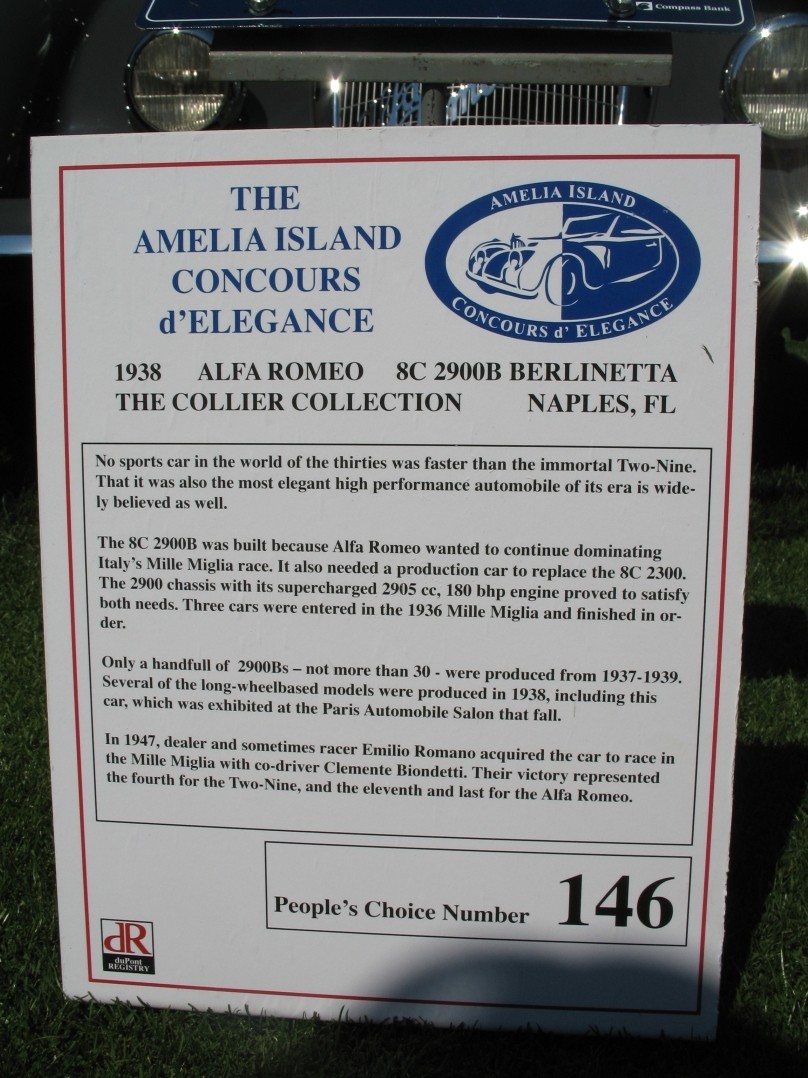 Compass Bank
THE
AMELIA ISLAND
CONCOURS
d'ELEGANCE
AMELIA ISLAND
CONCOURS d' ELEGANCE
1938 ALFA ROMEO 8C 2900B BERLINETTA
THE COLLIER COLLECTION NAPLES, FL
No sports car in the world of the thirties was faster than the immortal Two-Nine.
That it was also the most elegant high performance automobile of its era is wide-
ly believed as well.
The 8C 2900B was built because Alfa Romeo wanted to continue dominating
Italy's Mille Miglia race. It also needed a production car to replace the 8C 2300.
The 2900 chassis with its supercharged 2905 cc, 180 bhp engine proved to satisfy
both needs. Three cars were entered in the 1936 Mille Miglia and finished in or-
der.
Only a handfull of 2900Bs – not more than 30 - were produced from 1937-1939.
Several of the long-wheelbased models were produced in 1938, including this
car, which was exhibited at the Paris Automobile Salon that fall.
In 1947, dealer and sometimes racer Emilio Romano acquired the car to race in
the Mille Miglia with co-driver Clemente Biondetti. Their victory represented
the fourth for the Two-Nine, and the eleventh and last for the Alfa Romeo.
People's Choice Number 146
dR
duPont
REGISTRY